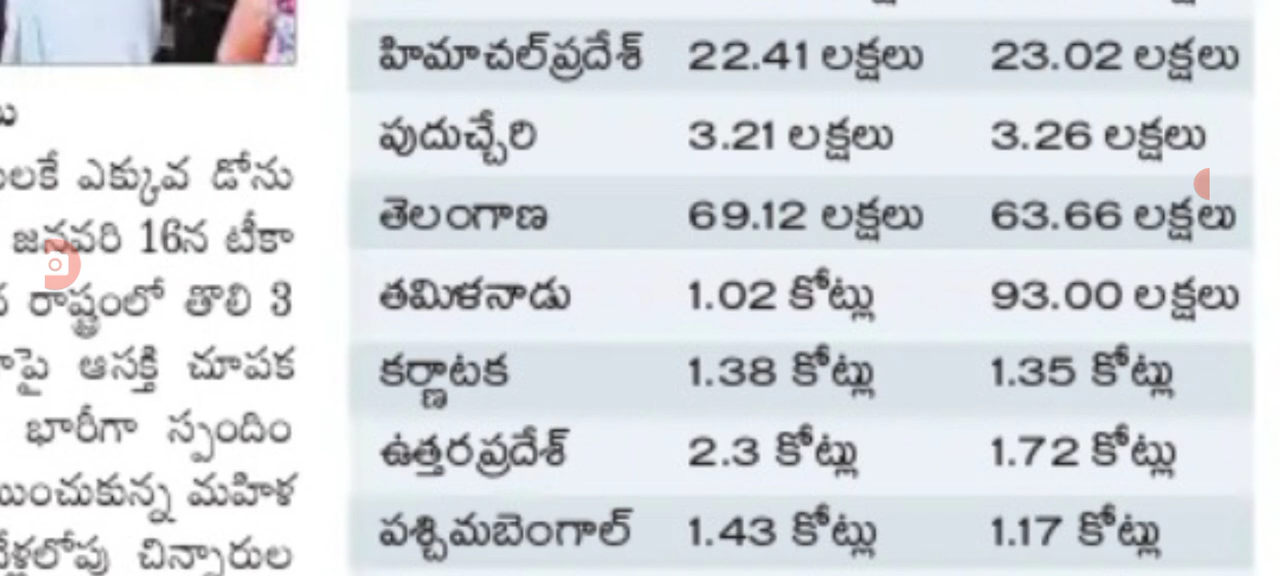 లకే ఎక్కువ డోసు
జనవరి 16న టీకా
రాష్ట్రంలో తొలి 3
ఆసక్తి చూపక
భారీగా స్పందిం
యించుకున్న మహిళ
చిన్నారుల
హిమాచల్‌ప్రదేశ్ 22.41 లక్షలు 23.02 లక్షలు
పుదుచ్చేరి 3.21 లక్షలు 3.26 లక్షలు
తెలంగాణ 69.12 లక్షలు 63.66 లక్షలు
తమిళనాడు 1.02 కోట్లు 93.00 లక్షలు
కర్ణాటక 1.38 కోట్లు 1.35 కోట్లు
ఉత్తరప్రదేశ్ 2.3 కోట్లు 1.72 కోట్లు
పశ్చిమబెంగాల్ 1.43 కోట్లు 1.17 కోట్లు